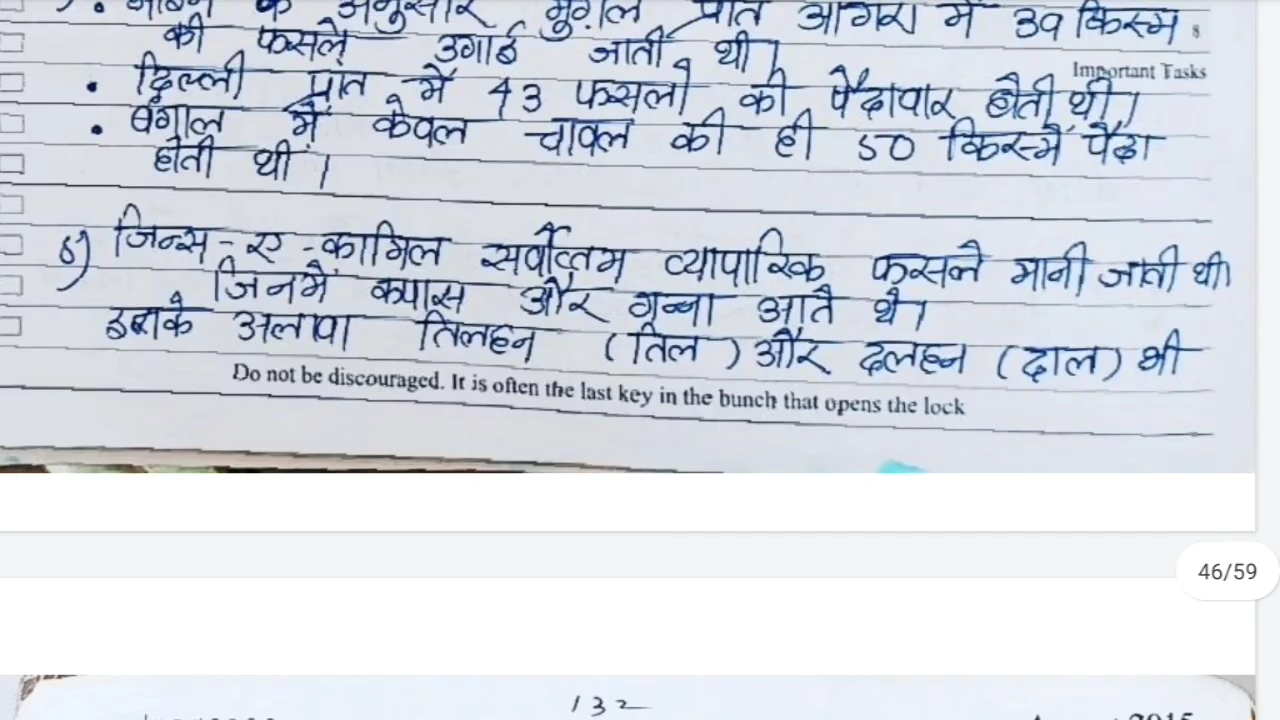 के अनुसार मुग़ल प्रांत आगरा में 39 किस्म 8
की फसले उगाई जाती थी।
Important Tasks
• दिल्ली प्रांत में 43 फसलो की पैदावार होती थी।
• बंगाल में केवल चावल की ही 50 किस्में पैदा
होती थी।
6) जिन्स-ए-कामिल सर्वोत्तम व्यापारिक फसले मानी जाती थी
जिनमें कपास और गन्ना आते थे।
इसके अलावा तिलहन (तिल) और दलहन (दाल) भी
Do not be discouraged. It is often the last key in the bunch that opens the lock
46/59
132
2015